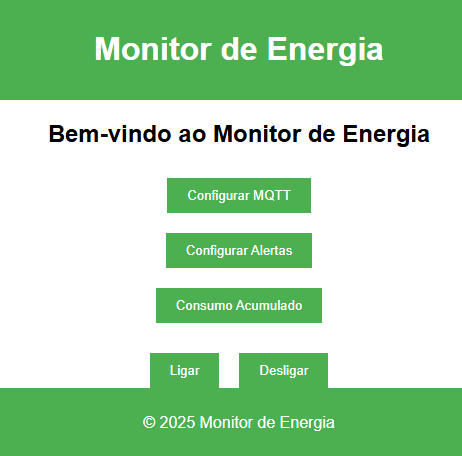 Monitor de Energia
Bem-vindo ao Monitor de Energia
Configurar MQTT
Configurar Alertas
Consumo Acumulado
Ligar Desligar
© 2025 Monitor de Energia